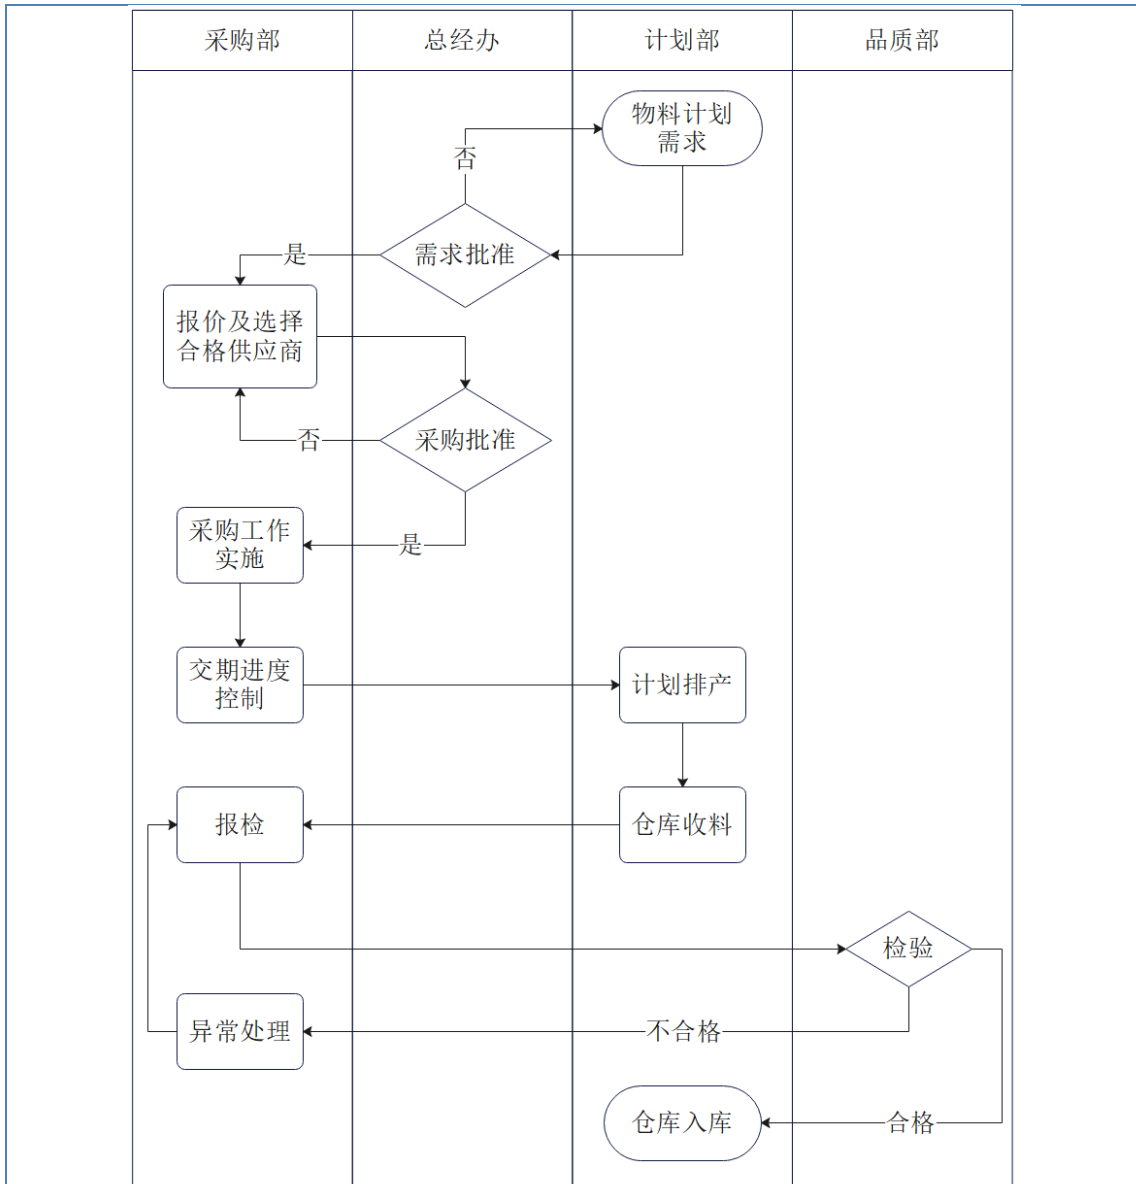 采购部
总经办
计划部
品质部
物料计划
需求
否
需求批准
是
报价及选择
合格供应商
采购批准
否
采购工作
实施
是
交期进度
控制
计划排产
报检
仓库收料
检验
异常处理
不合格
仓库入库
合格